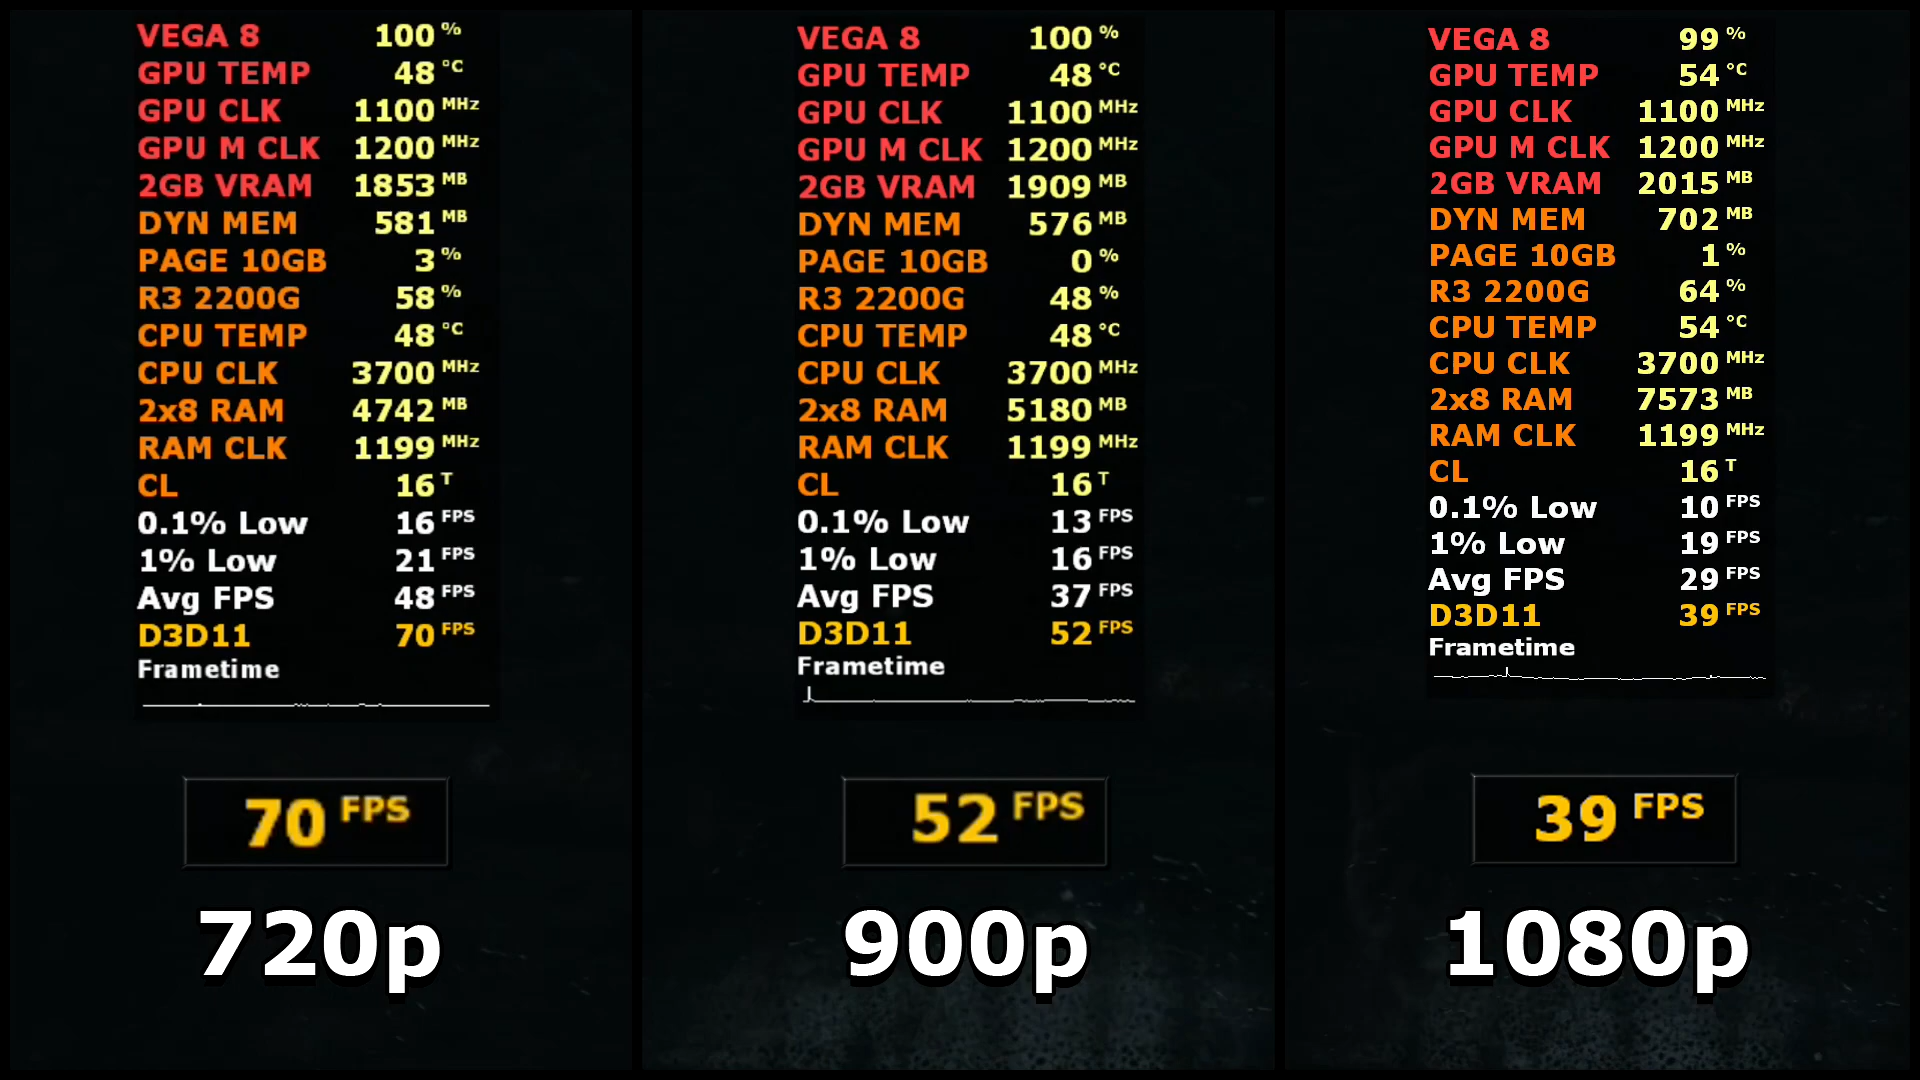 VEGA 8 100 %
GPU TEMP 48 °C
GPU CLK 1100 MHz
GPU M CLK 1200 MHz
2GB VRAM 1853 MB
DYN MEM 581 MB
PAGE 10GB 3 %
R3 2200G 58 %
CPU TEMP 48 °C
CPU CLK 3700 MHz
2x8 RAM 4742 MB
RAM CLK 1199 MHz
CL 16 T
0.1% Low 16 FPS
1% Low 21 FPS
Avg FPS 48 FPS
D3D11 70 FPS
Frametime
70 FPS
720p
VEGA 8 100 %
GPU TEMP 48 °C
GPU CLK 1100 MHz
GPU M CLK 1200 MHz
2GB VRAM 1909 MB
DYN MEM 576 MB
PAGE 10GB 0 %
R3 2200G 48 %
CPU TEMP 48 °C
CPU CLK 3700 MHz
2x8 RAM 5180 MB
RAM CLK 1199 MHz
CL 16 T
0.1% Low 13 FPS
1% Low 16 FPS
Avg FPS 37 FPS
D3D11 52 FPS
Frametime
52 FPS
900p
VEGA 8 99 %
GPU TEMP 54 °C
GPU CLK 1100 MHz
GPU M CLK 1200 MHz
2GB VRAM 2015 MB
DYN MEM 702 MB
PAGE 10GB 1 %
R3 2200G 64 %
CPU TEMP 54 °C
CPU CLK 3700 MHz
2x8 RAM 7573 MB
RAM CLK 1199 MHz
CL 16 T
0.1% Low 10 FPS
1% Low 19 FPS
Avg FPS 29 FPS
D3D11 39 FPS
Frametime
39 FPS
1080p